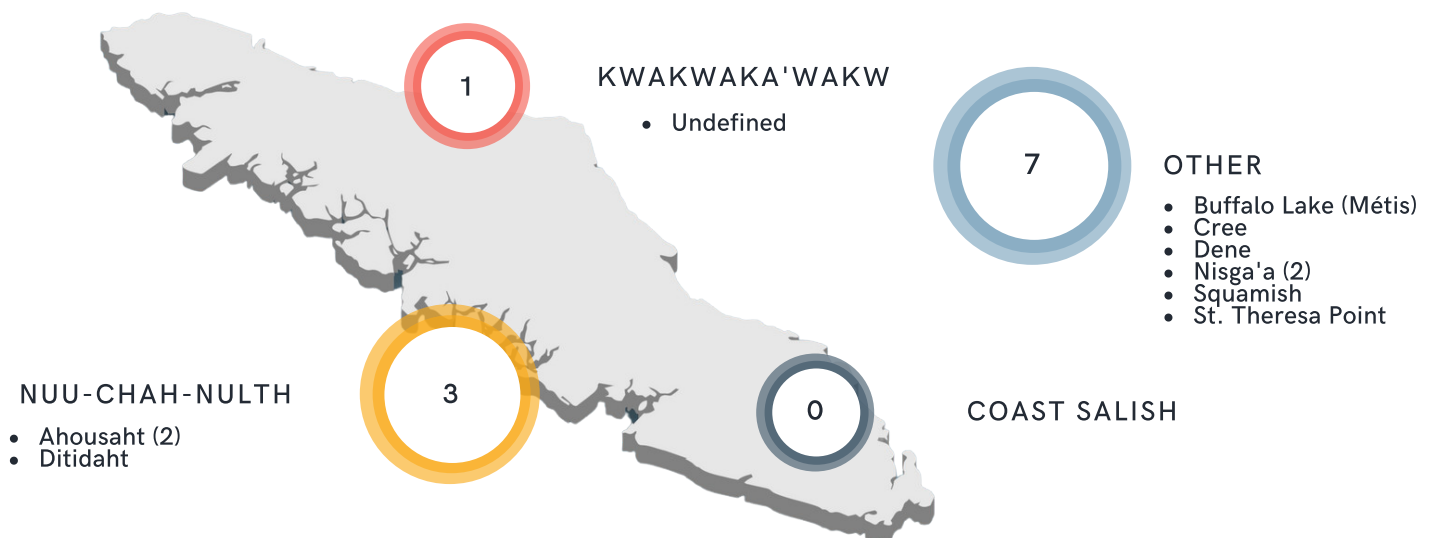 1
KWAKWAKA'WAKW
• Undefined
7
OTHER
• Buffalo Lake (Métis)
• Cree
• Dene
• Nisga'a (2)
• Squamish
• St. Theresa Point
NUU-CHAH-NULTH
• Ahousaht (2)
• Ditidaht
3
0
COAST SALISH